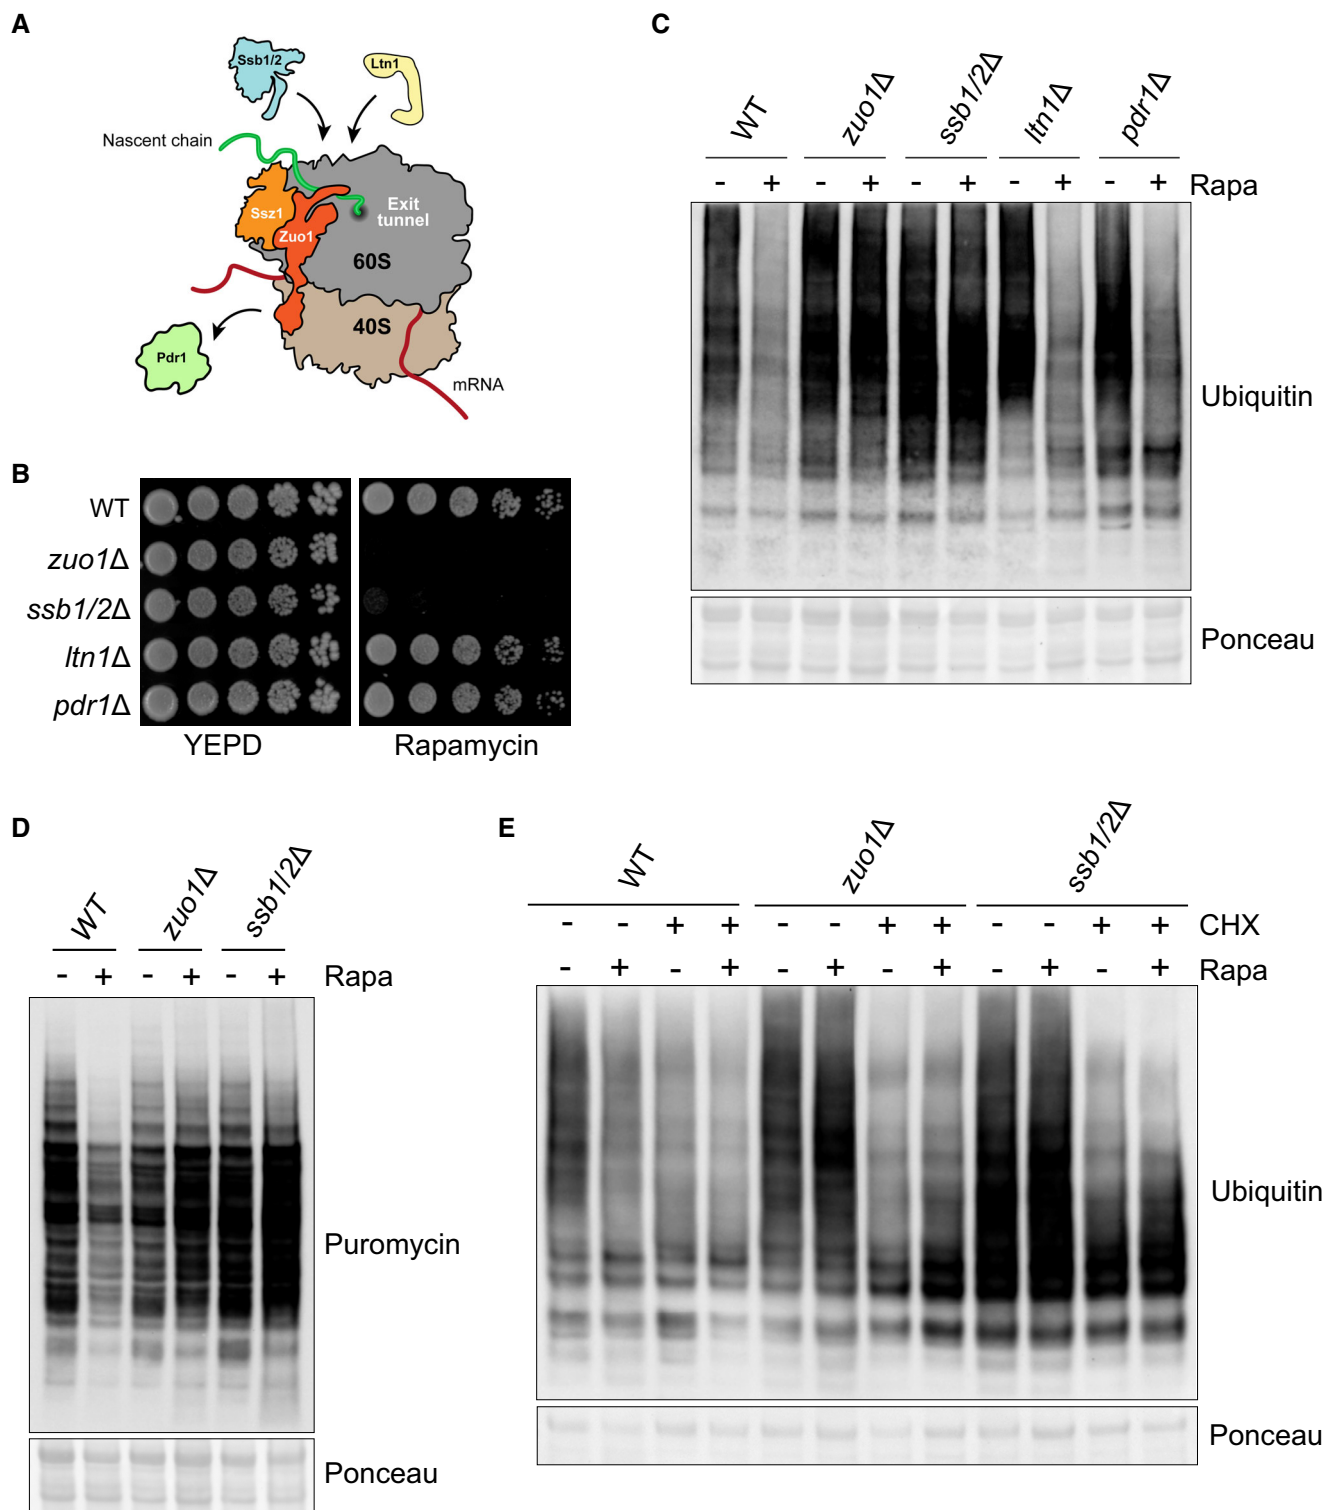 A
Ssb1/2
Ltn1
Nascent chain
Ssz1
Zuo1
Exit
tunnel
60S
40S
Pdr1
mRNA
B
WT
zuo1Δ
ssb1/2Δ
ltn1Δ
pdr1Δ
YEPD
Rapamycin
C
WT zuo1Δ ssb1/2Δ ltn1Δ pdr1Δ
- + - + - + - + - + Rapa
Ubiquitin
Ponceau
D
WT zuo1Δ ssb1/2Δ
- + - + - + Rapa
Puromycin
Ponceau
E
WT zuo1Δ ssb1/2Δ
- - + + - - + + - - + + CHX
- + - + - + - + - + - + Rapa
Ubiquitin
Ponceau